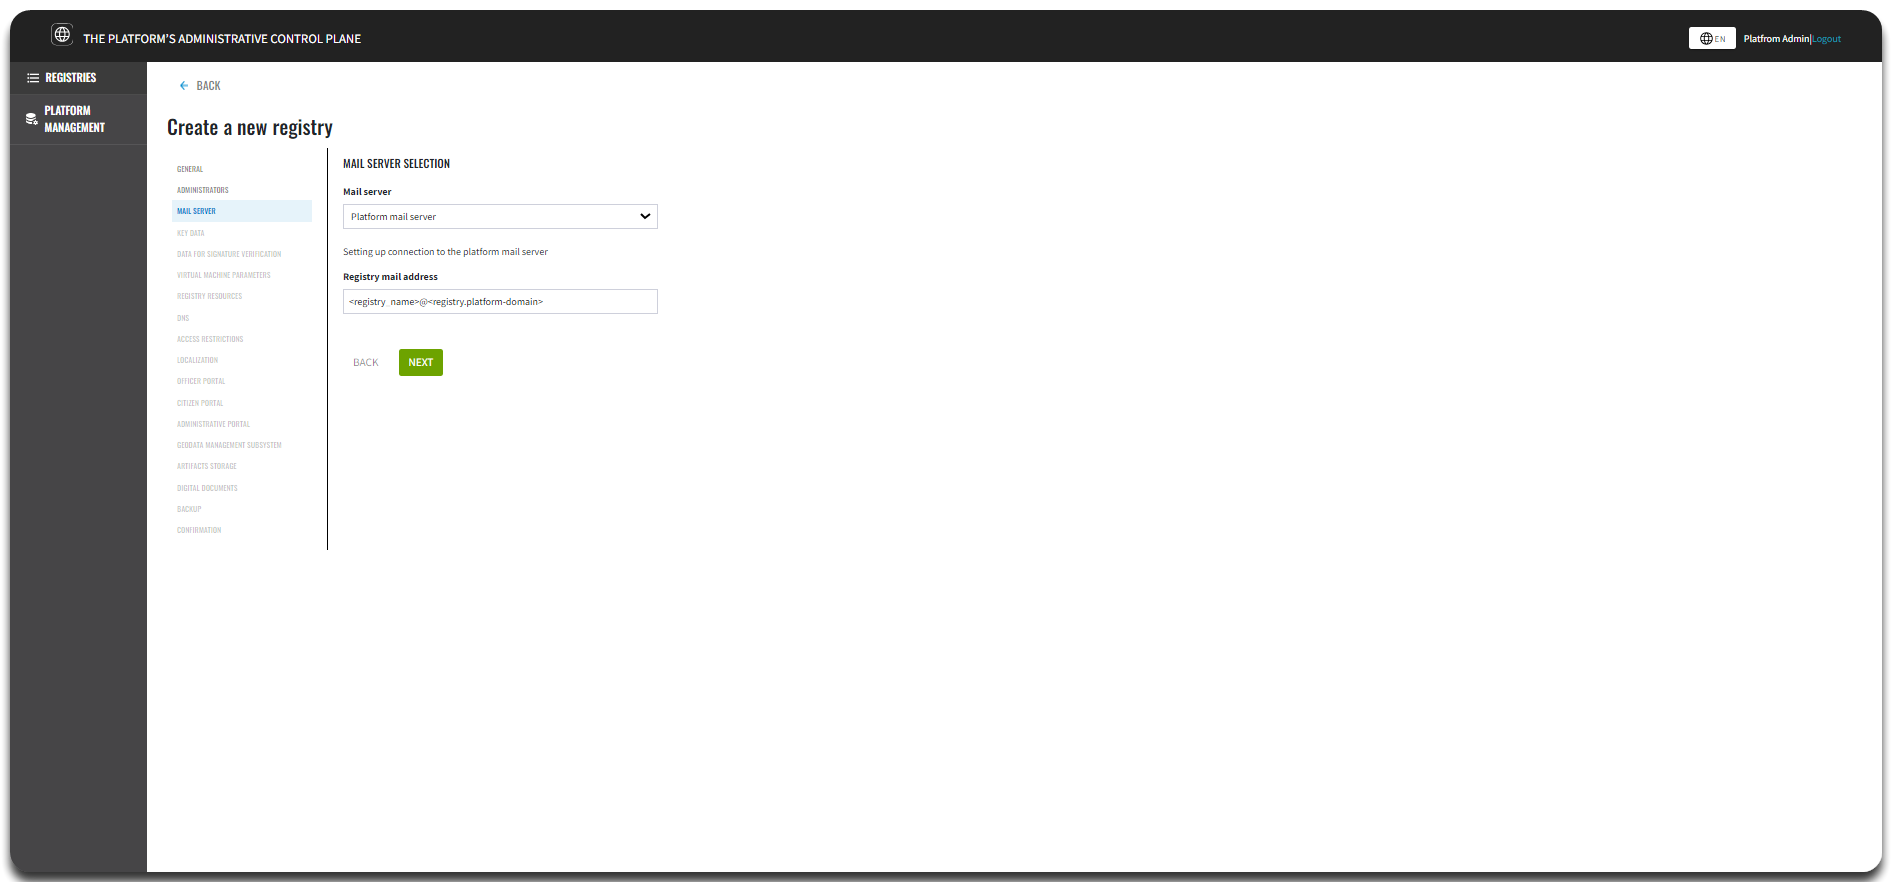 THE PLATFORM'S ADMINISTRATIVE CONTROL PLANE
EN
Platfrom Admin|Logout
REGISTRIES
PLATFORM
MANAGEMENT
BACK
Create a new registry
GENERAL
ADMINISTRATORS
MAIL SERVER
KEY DATA
DATA FOR SIGNATURE VERIFICATION
VIRTUAL MACHINE PARAMETERS
REGISTRY RESOURCES
DNS
ACCESS RESTRICTIONS
LOCALIZATION
OFFICER PORTAL
CITIZEN PORTAL
ADMINISTRATIVE PORTAL
GEODATA MANAGEMENT SUBSYSTEM
ARTIFACTS STORAGE
DIGITAL DOCUMENTS
BACKUP
CONFIRMATION
MAIL SERVER SELECTION
Mail server
Platform mail server
Setting up connection to the platform mail server
Registry mail address
<registry_name>@<registry.platform-domain>
BACK
NEXT